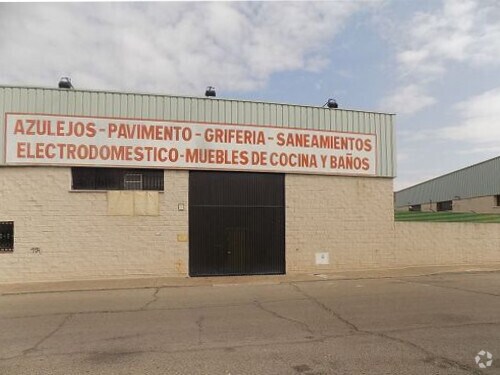 AZULEJOS - PAVIMENTO - GRIFERIA - SANEAMIENTOS
ELECTRODOMESTICO - MUEBLES DE COCINA Y BAÑOS